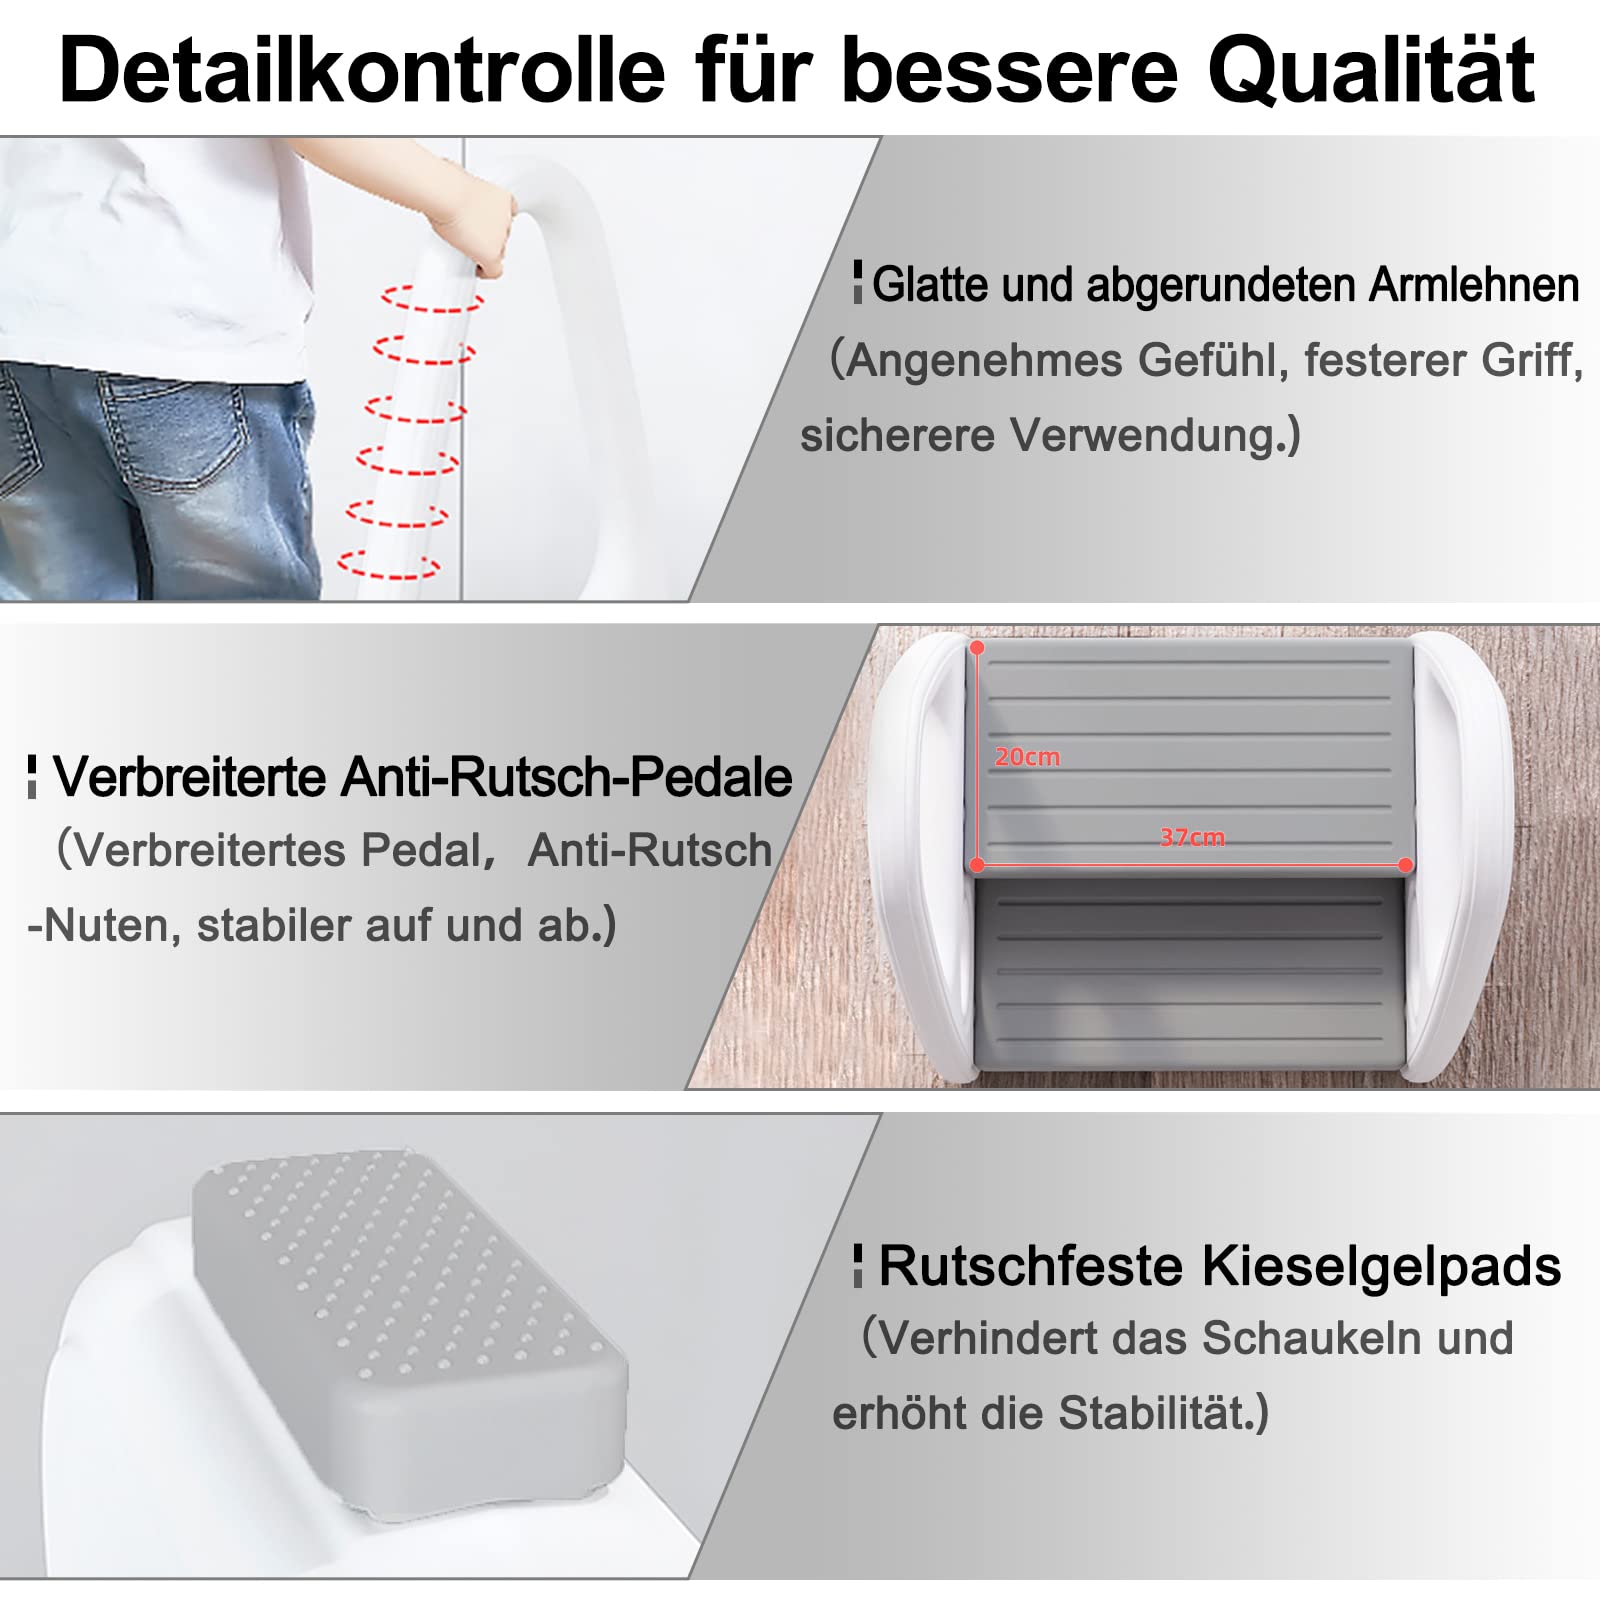 Detailkontrolle für bessere Qualität
Glatte und abgerundeten Armlehnen
（Angenehmes Gefühl, festerer Griff,
sicherere Verwendung.)
Verbreiterte Anti-Rutsch-Pedale
（Verbreitertes Pedal，Anti-Rutsch
-Nuten, stabiler auf und ab.)
20cm
37cm
Rutschfeste Kieselgelpads
（Verhindert das Schaukeln und
erhöht die Stabilität.)